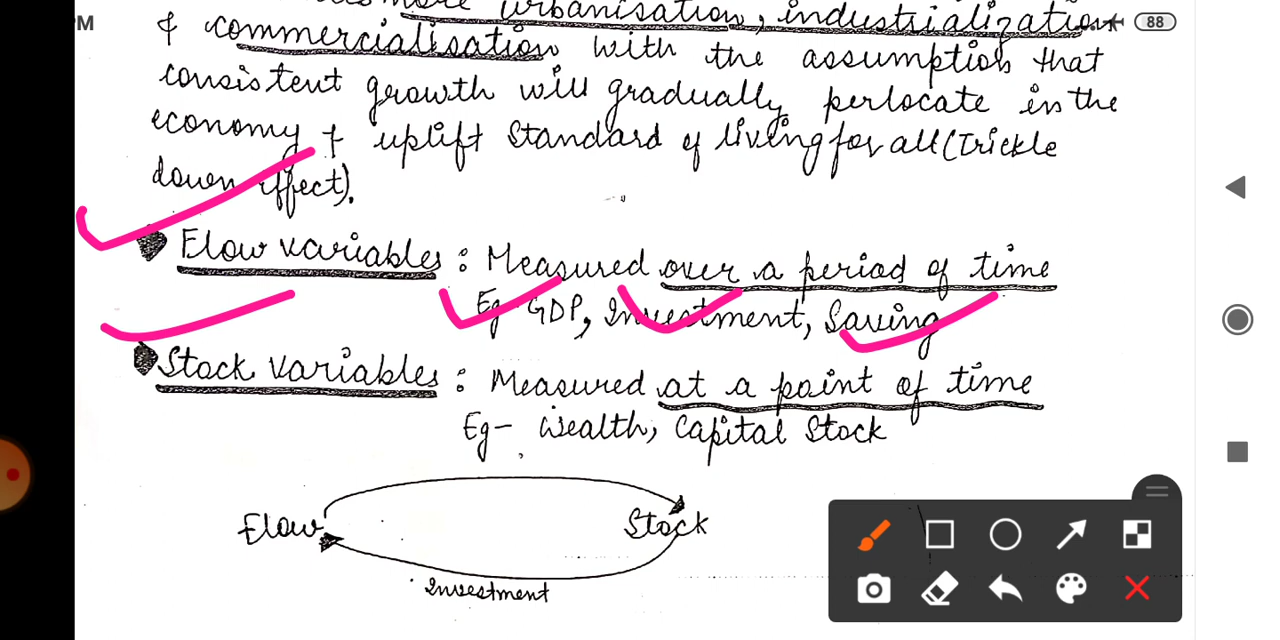 urbanisation, industrialization
PM
88
& commercialisation with the assumption that
consistent growth will gradually perlocate in the
economy & uplift standard of living for all (Trickle
down effect).
Flow variables : Measured over a period of time
Eg- GDP, Investment, Saving
Stock variables : Measured at a point of time
Eg- Wealth, Capital Stock
Flow Stock
Investment